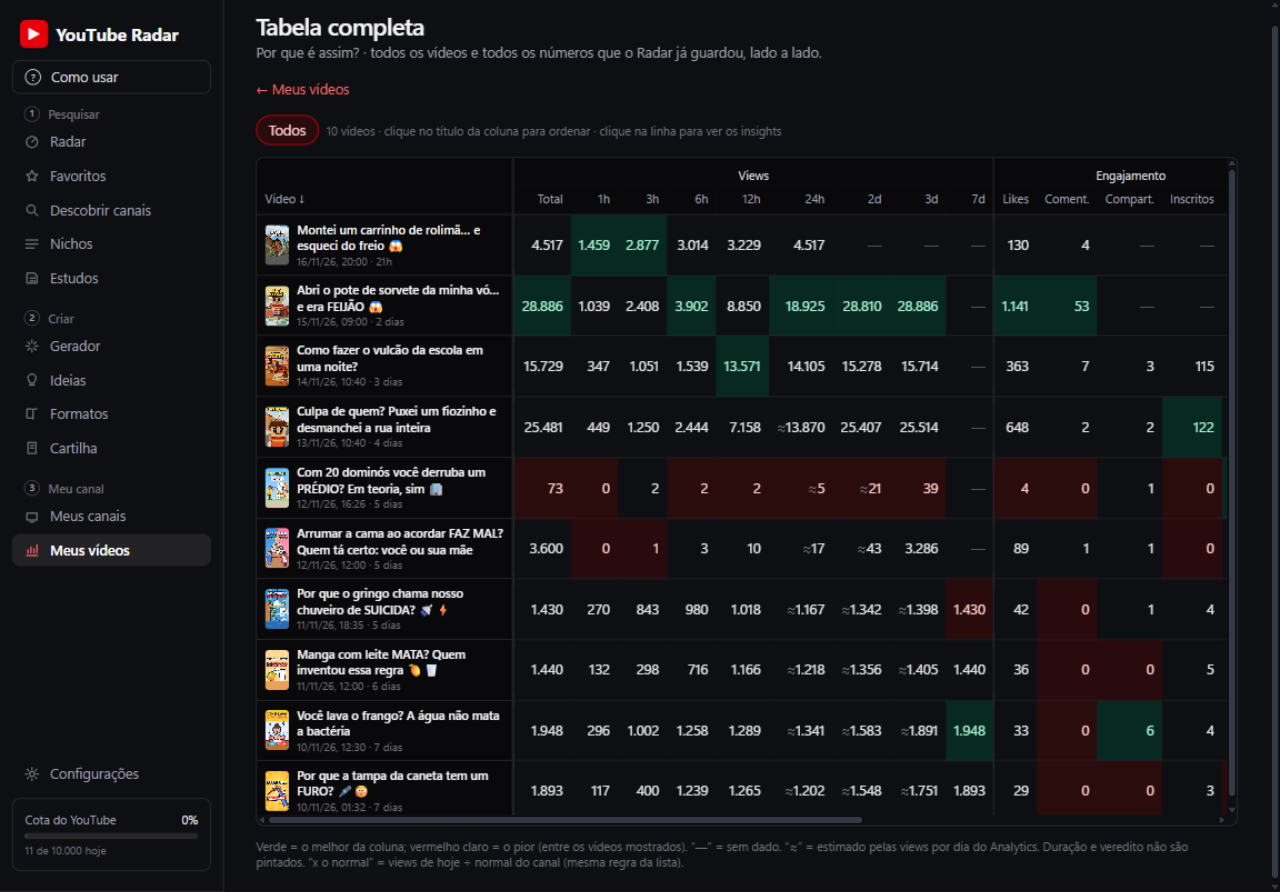 YouTube Radar
Como usar
1 Pesquisar
Radar
Favoritos
Descobrir canais
Nichos
Estudos
2 Criar
Gerador
Ideias
Formatos
Cartilha
3 Meu canal
Meus canais
Meus vídeos
Configurações
Cota do YouTube 0%
11 de 10.000 hoje
Tabela completa
Por que é assim? · todos os vídeos e todos os números que o Radar já guardou, lado a lado.
← Meus vídeos
Todos 10 vídeos · clique no título da coluna para ordenar · clique na linha para ver os insights
Views Engajamento
Vídeo ↓ Total 1h 3h 6h 12h 24h 2d 3d 7d Likes Coment. Compart. Inscritos
Montei um carrinho de rolimã... e
esqueci do freio 😱
16/11/26, 20:00 · 21h
4.517 1.459 2.877 3.014 3.229 4.517 — — — 130 4 — —
Abri o pote de sorvete da minha vó...
e era FEIJÃO 😱
15/11/26, 09:00 · 2 dias
28.886 1.039 2.408 3.902 8.850 18.925 28.810 28.886 — 1.141 53 — —
Como fazer o vulcão da escola em
uma noite?
14/11/26, 10:40 · 3 dias
15.729 347 1.051 1.539 13.571 14.105 15.278 15.714 — 363 7 3 115
Culpa de quem? Puxei um fiozinho e
desmanchei a rua inteira
13/11/26, 10:40 · 4 dias
25.481 449 1.250 2.444 7.158 ≈13.870 25.407 25.514 — 648 2 2 122
Com 20 dominós você derruba um
PRÉDIO? Em teoria, sim 🏢
12/11/26, 16:26 · 5 dias
73 0 2 2 2 ≈5 ≈21 39 — 4 0 1 0
Arrumar a cama ao acordar FAZ MAL?
Quem tá certo: você ou sua mãe
12/11/26, 12:00 · 5 dias
3.600 0 1 3 10 ≈17 ≈43 3.286 — 89 1 1 0
Por que o gringo chama nosso
chuveiro de SUICIDA? 🚿⚡
11/11/26, 18:35 · 5 dias
1.430 270 843 980 1.018 ≈1.167 ≈1.342 ≈1.398 1.430 42 0 1 4
Manga com leite MATA? Quem
inventou essa regra 🥭🥛
11/11/26, 12:00 · 6 dias
1.440 132 298 716 1.166 ≈1.218 ≈1.356 ≈1.405 1.440 36 0 0 5
Você lava o frango? A água não mata
a bactéria
10/11/26, 12:30 · 7 dias
1.948 296 1.002 1.258 1.289 ≈1.341 ≈1.583 ≈1.891 1.948 33 0 6 4
Por que a tampa da caneta tem um
FURO? 🖊️😳
10/11/26, 01:32 · 7 dias
1.893 117 400 1.239 1.265 ≈1.202 ≈1.548 ≈1.751 1.893 29 0 0 3
Verde = o melhor da coluna; vermelho claro = o pior (entre os vídeos mostrados). "—" = sem dado. "≈" = estimado pelas views por dia do Analytics. Duração e veredito não são
pintados. "x o normal" = views de hoje ÷ normal do canal (mesma regra da lista).